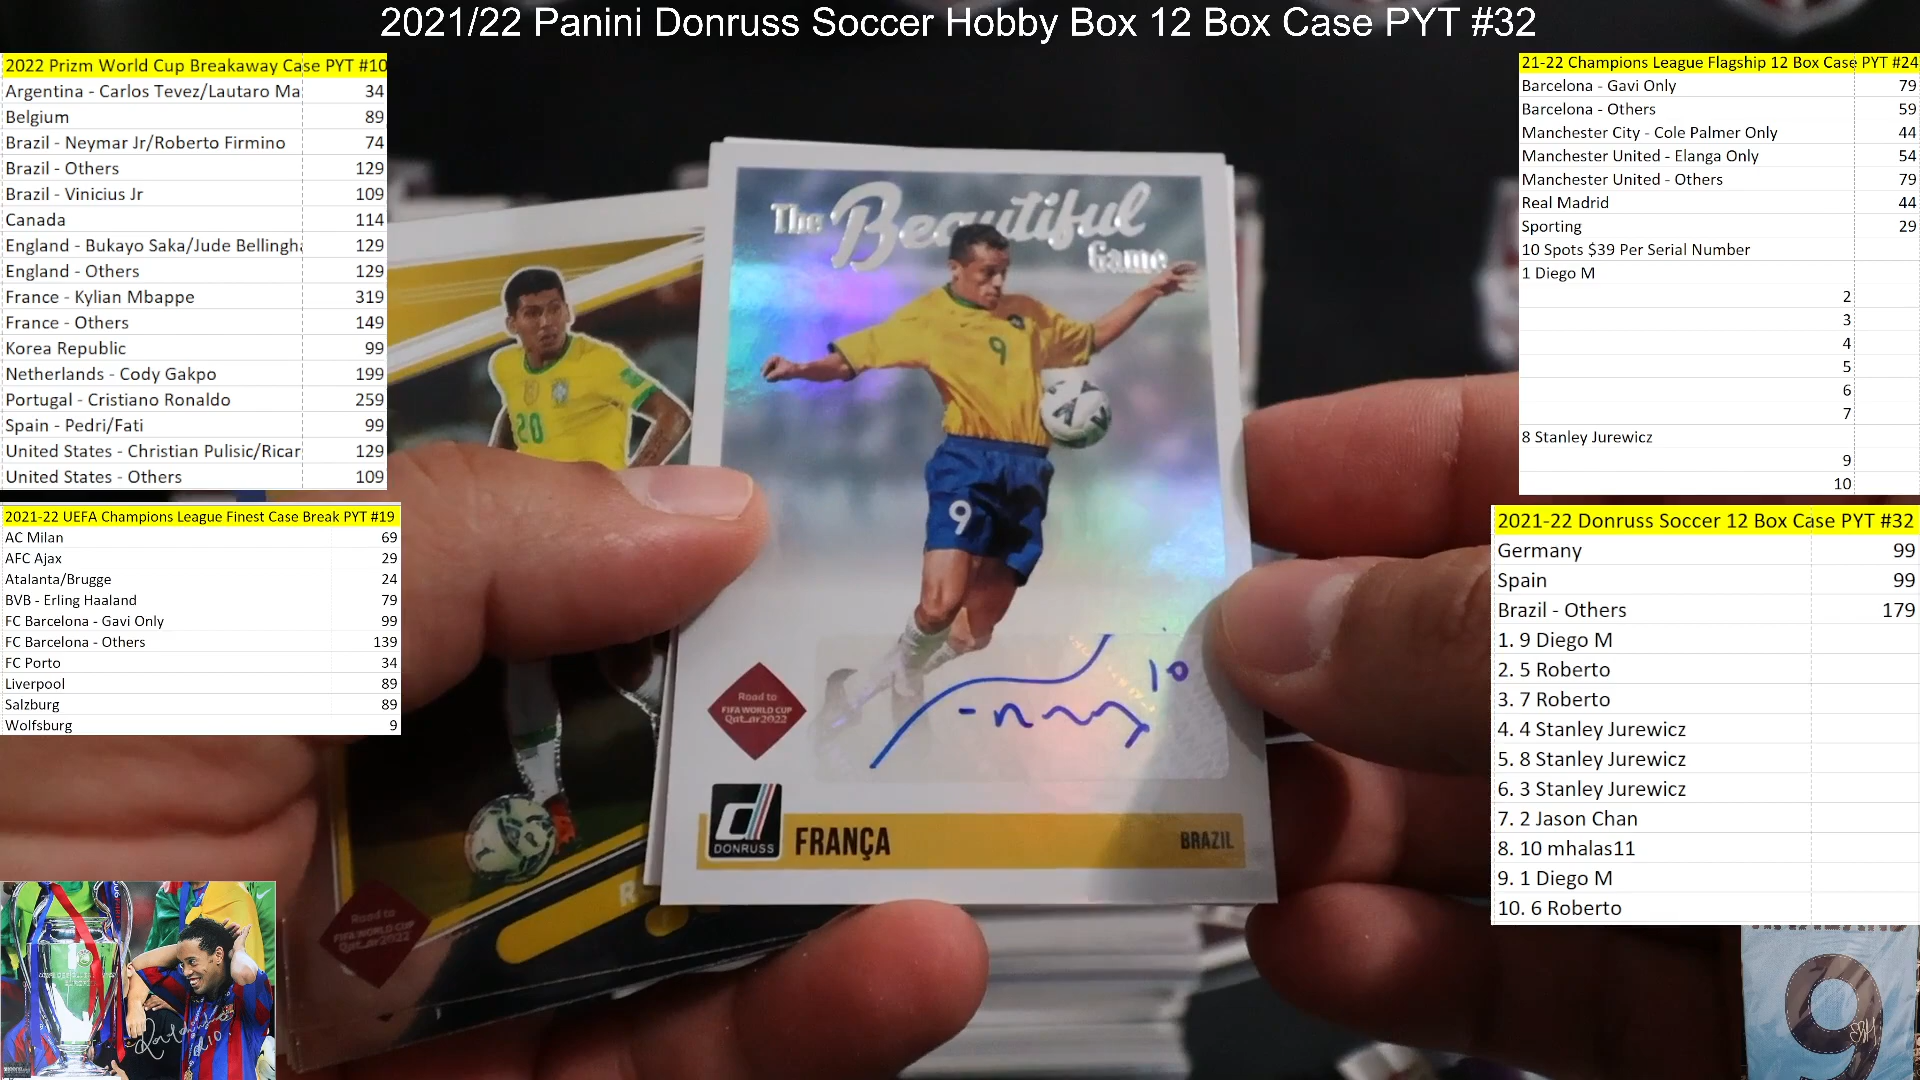 2021/22 Panini Donruss Soccer Hobby Box 12 Box Case PYT #32
2022 Prizm World Cup Breakaway Case PYT #10
Argentina - Carlos Tevez/Lautaro Ma 34
Belgium 89
Brazil - Neymar Jr/Roberto Firmino 74
Brazil - Others 129
Brazil - Vinicius Jr 109
Canada 114
England - Bukayo Saka/Jude Bellingh 129
England - Others 129
France - Kylian Mbappe 319
France - Others 149
Korea Republic 99
Netherlands - Cody Gakpo 199
Portugal - Cristiano Ronaldo 259
Spain - Pedri/Fati 99
United States - Christian Pulisic/Ricar 129
United States - Others 109
2021-22 UEFA Champions League Finest Case Break PYT #19
AC Milan 69
AFC Ajax 29
Atalanta/Brugge 24
BVB - Erling Haaland 79
FC Barcelona - Gavi Only 99
FC Barcelona - Others 139
FC Porto 34
Liverpool 89
Salzburg 89
Wolfsburg 9
The Beautiful
Game
9
9
20
10
Road to
FIFA WORLD CUP
Qatar2022
DONRUSS
FRANÇA
BRAZIL
Road to
FIFA WORLD CUP
Qatar2022
R
21-22 Champions League Flagship 12 Box Case PYT #24
Barcelona - Gavi Only 79
Barcelona - Others 59
Manchester City - Cole Palmer Only 44
Manchester United - Elanga Only 54
Manchester United - Others 79
Real Madrid 44
Sporting 29
10 Spots $39 Per Serial Number
1 Diego M
2
3
4
5
6
7
8 Stanley Jurewicz
9
10
2021-22 Donruss Soccer 12 Box Case PYT #32
Germany 99
Spain 99
Brazil - Others 179
1. 9 Diego M
2. 5 Roberto
3. 7 Roberto
4. 4 Stanley Jurewicz
5. 8 Stanley Jurewicz
6. 3 Stanley Jurewicz
7. 2 Jason Chan
8. 10 mhalas11
9. 1 Diego M
10. 6 Roberto
9